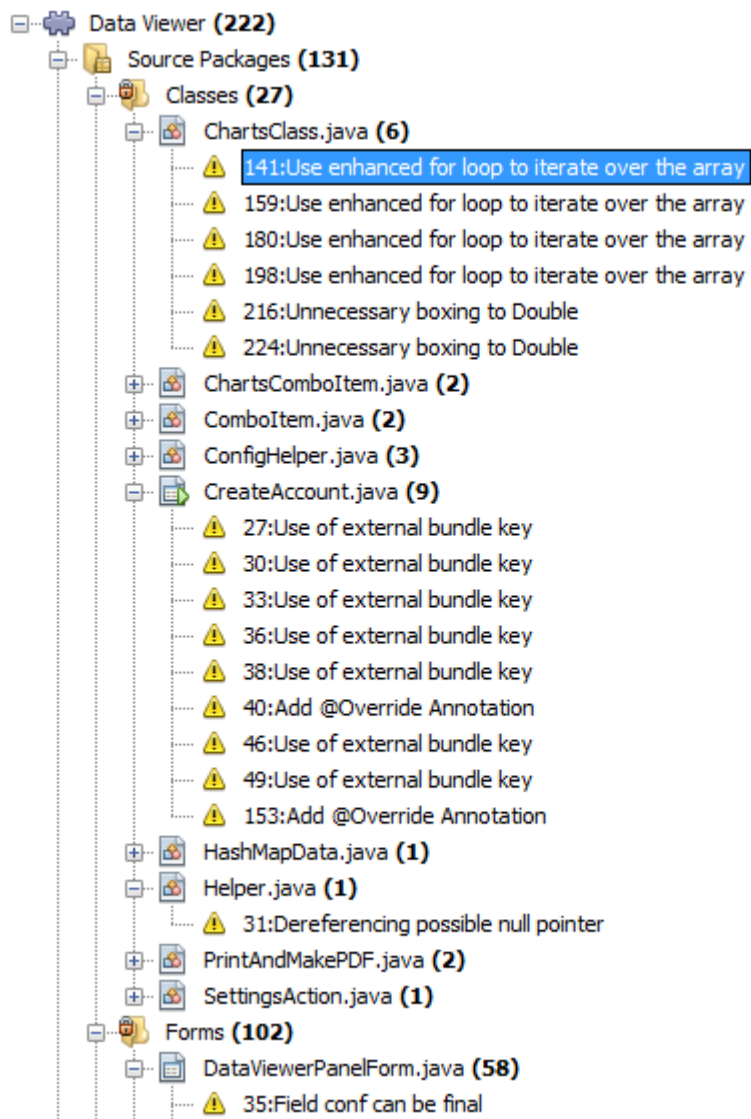 Data Viewer (222)
Source Packages (131)
Classes (27)
ChartsClass.java (6)
141:Use enhanced for loop to iterate over the array
159:Use enhanced for loop to iterate over the array
180:Use enhanced for loop to iterate over the array
198:Use enhanced for loop to iterate over the array
216:Unnecessary boxing to Double
224:Unnecessary boxing to Double
ChartsComboItem.java (2)
ComboItem.java (2)
ConfigHelper.java (3)
CreateAccount.java (9)
27:Use of external bundle key
30:Use of external bundle key
33:Use of external bundle key
36:Use of external bundle key
38:Use of external bundle key
40:Add @Override Annotation
46:Use of external bundle key
49:Use of external bundle key
153:Add @Override Annotation
HashMapData.java (1)
Helper.java (1)
31:Dereferencing possible null pointer
PrintAndMakePDF.java (2)
SettingsAction.java (1)
Forms (102)
DataViewerPanelForm.java (58)
35:Field conf can be final